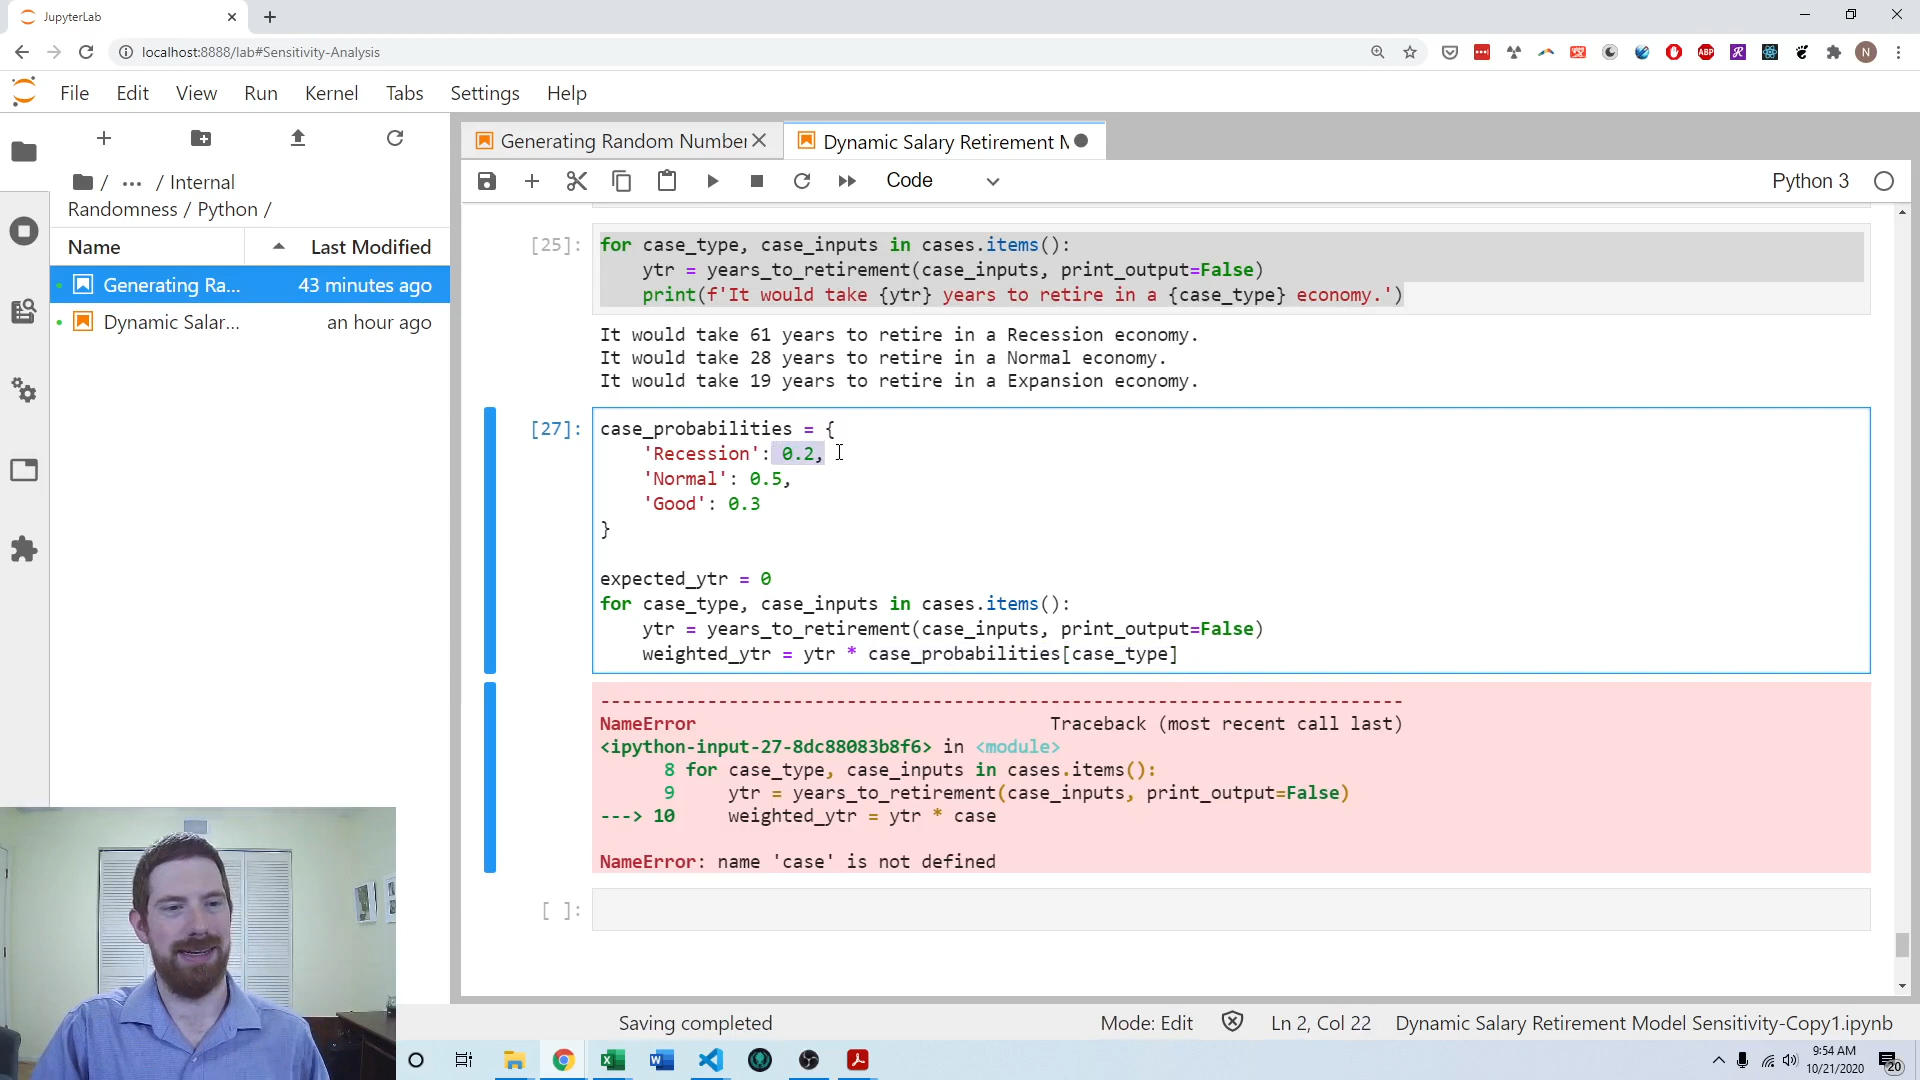 JupyterLab
localhost:8888/lab#Sensitivity-Analysis
ABP
N
File Edit View Run Kernel Tabs Settings Help
/ ... / Internal
Randomness / Python /
Name Last Modified
Generating Ra... 43 minutes ago
Dynamic Salar... an hour ago
Generating Random Number
Dynamic Salary Retirement M
Code
Python 3
[25]: for case_type, case_inputs in cases.items():
ytr = years_to_retirement(case_inputs, print_output=False)
print(f'It would take {ytr} years to retire in a {case_type} economy.')
It would take 61 years to retire in a Recession economy.
It would take 28 years to retire in a Normal economy.
It would take 19 years to retire in a Expansion economy.
[27]: case_probabilities = {
'Recession': 0.2,
'Normal': 0.5,
'Good': 0.3
}
expected_ytr = 0
for case_type, case_inputs in cases.items():
ytr = years_to_retirement(case_inputs, print_output=False)
weighted_ytr = ytr * case_probabilities[case_type]
---------------------------------------------------------------------------
NameError Traceback (most recent call last)
<ipython-input-27-8dc88083b8f6> in <module>
8 for case_type, case_inputs in cases.items():
9 ytr = years_to_retirement(case_inputs, print_output=False)
---> 10 weighted_ytr = ytr * case
NameError: name 'case' is not defined
[ ]:
Saving completed
Mode: Edit
Ln 2, Col 22
Dynamic Salary Retirement Model Sensitivity-Copy1.ipynb
9:54 AM
10/21/2020
20